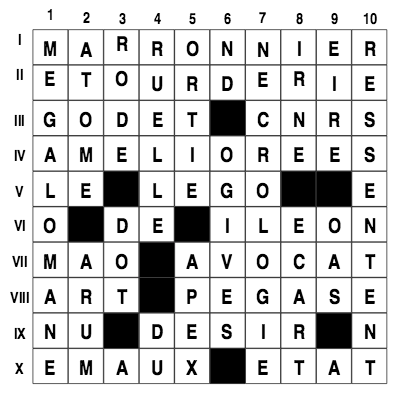 1 2 3 4 5 6 7 8 9 10
I M A R R O N N I E R
II E T O U R D E R I E
III G O D E T C N R S
IV A M E L I O R E E S
V L E L E G O E
VI O D E I L E O N
VII M A O A V O C A T
VIII A R T P E G A S E
IX N U D E S I R N
X E M A U X E T A T